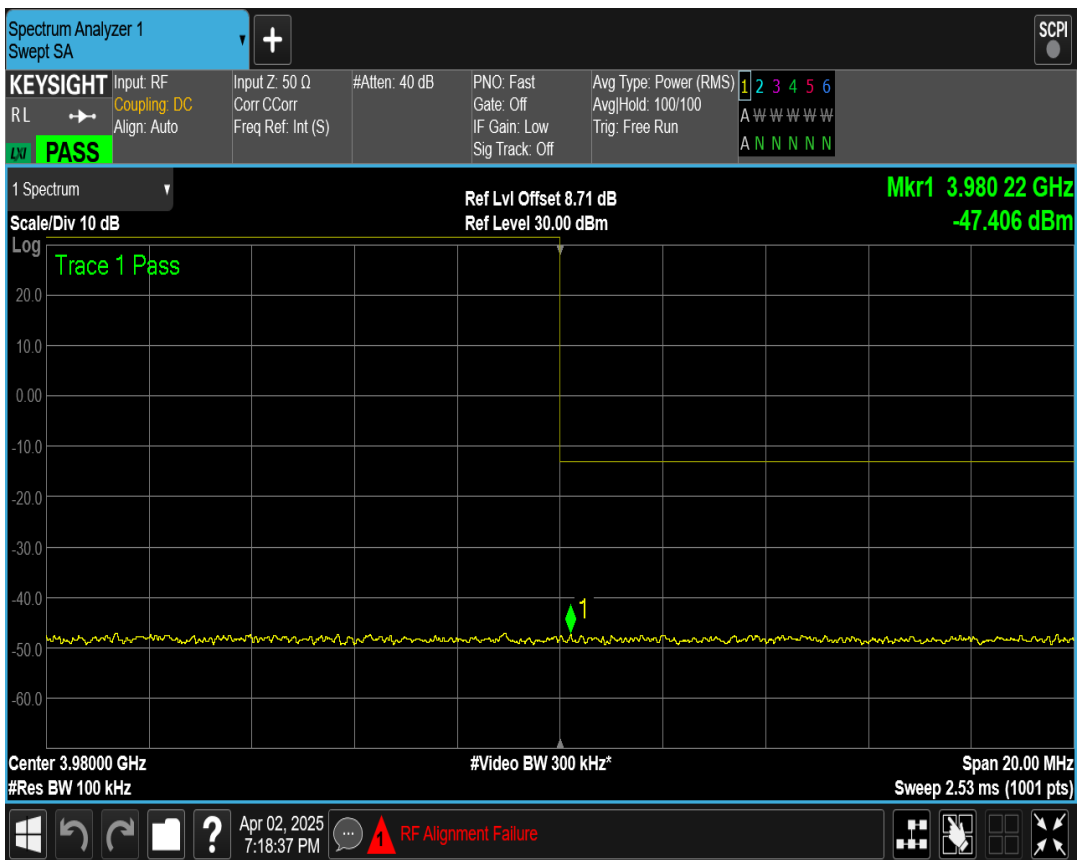 Spectrum Analyzer 1
Swept SA
+
SCPI
KEYSIGHT
R L
LXI PASS
Input: RF
Coupling: DC
Align: Auto
Input Z: 50 Ω
Corr CCorr
Freq Ref: Int (S)
#Atten: 40 dB
PNO: Fast
Gate: Off
IF Gain: Low
Sig Track: Off
Avg Type: Power (RMS)
Avg|Hold: 100/100
Trig: Free Run
1 2 3 4 5 6
A W W W W W
A N N N N N
1 Spectrum
Scale/Div 10 dB
Ref Lvl Offset 8.71 dB
Ref Level 30.00 dBm
Mkr1 3.980 22 GHz
-47.406 dBm
Log
Trace 1 Pass
20.0
10.0
0.00
-10.0
-20.0
-30.0
-40.0
1
-50.0
-60.0
Center 3.98000 GHz
#Video BW 300 kHz*
Span 20.00 MHz
#Res BW 100 kHz
Sweep 2.53 ms (1001 pts)
?
Apr 02, 2025
7:18:37 PM
1
RF Alignment Failure